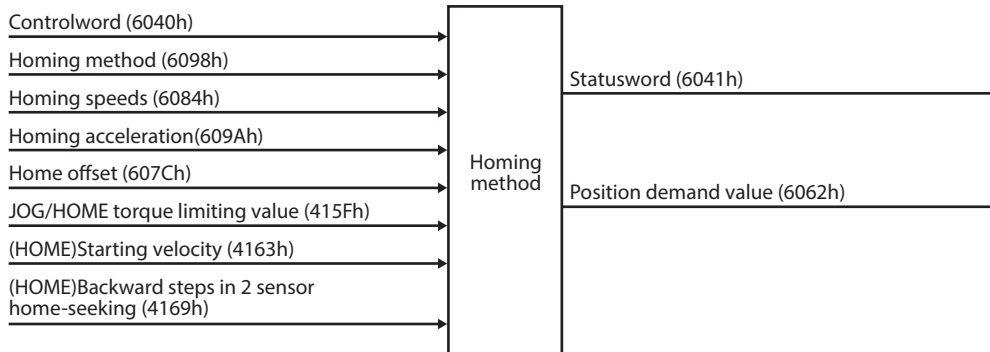 Controlword (6040h)
Homing method (6098h)
Homing speeds (6084h)
Homing acceleration(609Ah)
Home offset (607Ch)
JOG/HOME torque limiting value (415Fh)
(HOME)Starting velocity (4163h)
(HOME)Backward steps in 2 sensor
home-seeking (4169h)
Homing
method
Statusword (6041h)
Position demand value (6062h)